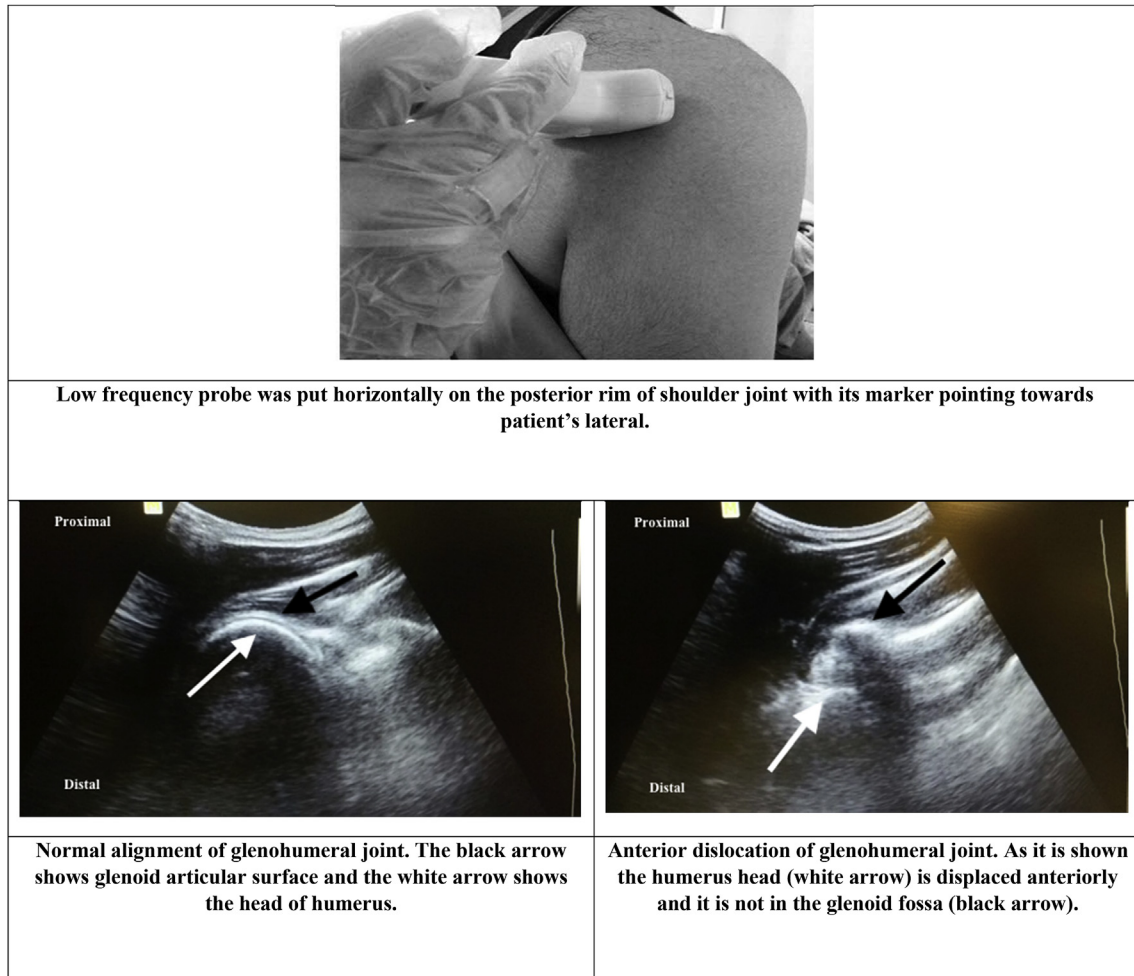 Low frequency probe was put horizontally on the posterior rim of shoulder joint with its marker pointing towards
patient’s lateral.
Proximal
Distal
Proximal
Distal
Normal alignment of glenohumeral joint. The black arrow
shows glenoid articular surface and the white arrow shows
the head of humerus.
Anterior dislocation of glenohumeral joint. As it is shown
the humerus head (white arrow) is displaced anteriorly
and it is not in the glenoid fossa (black arrow).